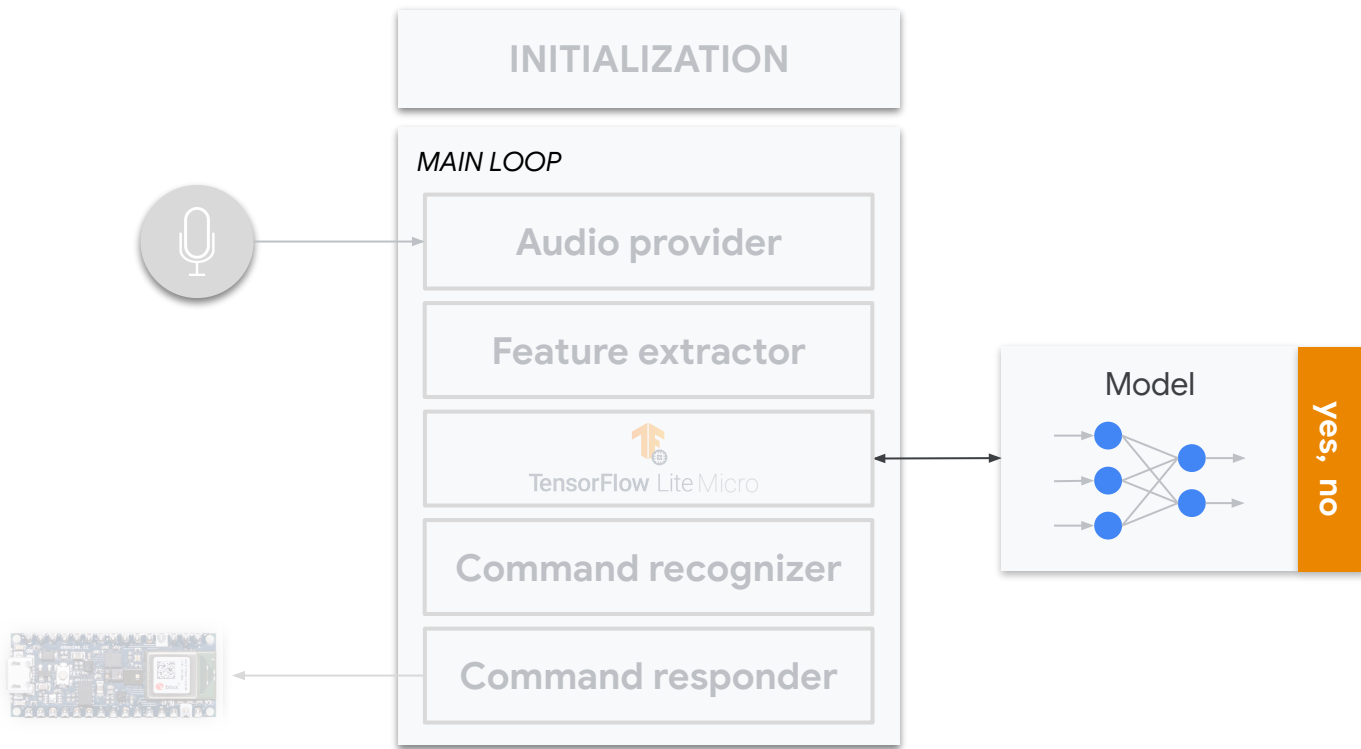 INITIALIZATION
MAIN LOOP
Audio provider
Feature extractor
TensorFlow Lite Micro
Command recognizer
Command responder
Model
yes, no